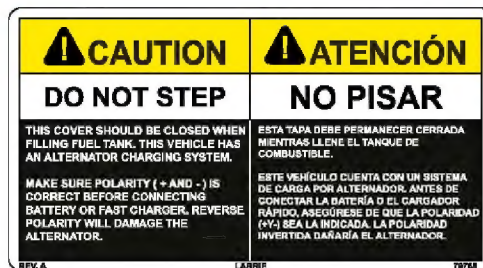 CAUTION
DO NOT STEP
THIS COVER SHOULD BE CLOSED WHEN
FILLING FUEL TANK. THIS VEHICLE HAS
AN ALTERNATOR CHARGING SYSTEM.
MAKE SURE POLARITY ( + AND - ) IS
CORRECT BEFORE CONNECTING
BATTERY OR FAST CHARGER. REVERSE
POLARITY WILL DAMAGE THE
ALTERNATOR.
ATENCIÓN
NO PISAR
ESTA TAPA DEBE PERMANECER CERRADA
MIENTRAS LLENE EL TANQUE DE
COMBUSTIBLE.
ESTE VEHÍCULO CUENTA CON UN SISTEMA
DE CARGA POR ALTERNADOR. ANTES DE
CONECTAR LA BATERÍA O EL CARGADOR
RÁPIDO, ASEGÚRESE DE QUE LA POLARIDAD
(+Y-) SEA LA INDICADA. LA POLARIDAD
INVERTIDA DAÑARÍA EL ALTERNADOR.
REV. A